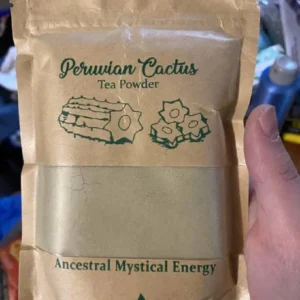 Peruvian Cactus
Tea Powder
Ancestral Mystical Energy